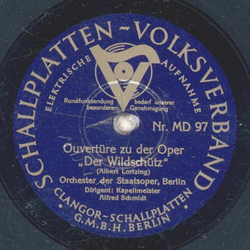 SCHALLPLATTEN-VOLKSVERBAND
ELEKTRISCHE AUFNAHME
Rundfunksendung bedarf unserer
besonderen Genehmigung
Nr. MD 97
Ouvertüre zu der Oper
„Der Wildschütz"
(Albert Lortzing)
Orchester der Staatsoper, Berlin
Dirigent: Kapellmeister
Alfred Schmidt
CLANGOR-SCHALLPLATTEN
G.M.B.H. BERLIN